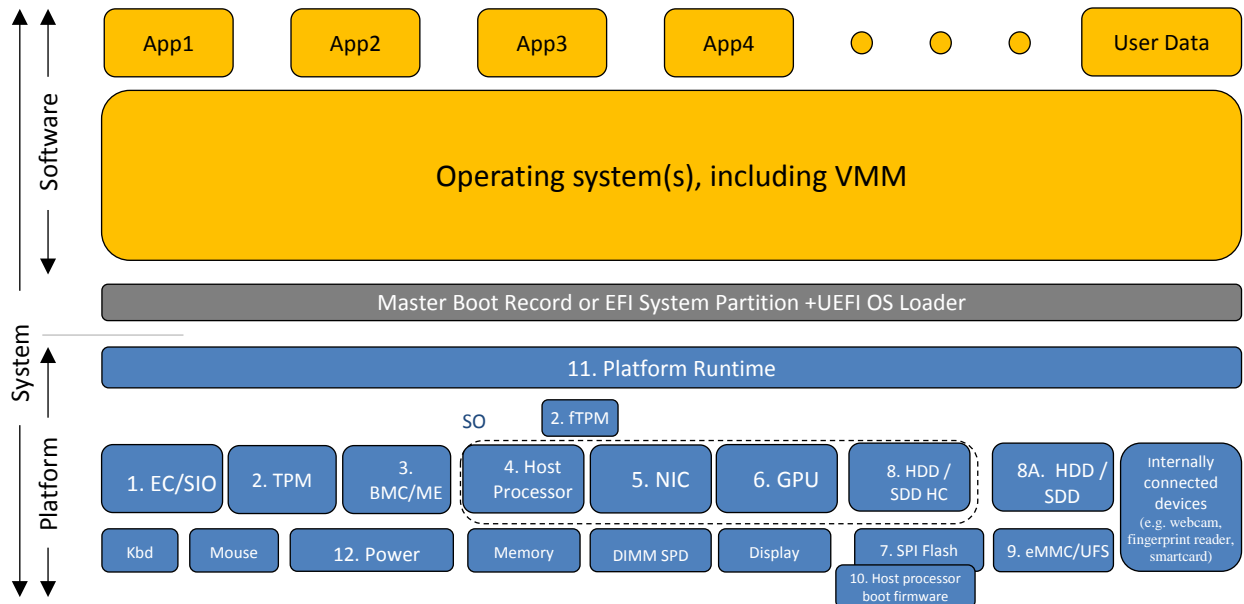 App1
App2
App3
App4
User Data
Software
Operating system(s), including VMM
Master Boot Record or EFI System Partition +UEFI OS Loader
System
11. Platform Runtime
Platform
SO
2. fTPM
1. EC/SIO
2. TPM
3.
BMC/ME
4. Host
Processor
5. NIC
6. GPU
8. HDD /
SDD HC
8A. HDD /
SDD
Internally
connected
devices
(e.g. webcam,
fingerprint reader,
smartcard)
Kbd
Mouse
12. Power
Memory
DIMM SPD
Display
7. SPI Flash
9. eMMC/UFS
10. Host processor
boot firmware